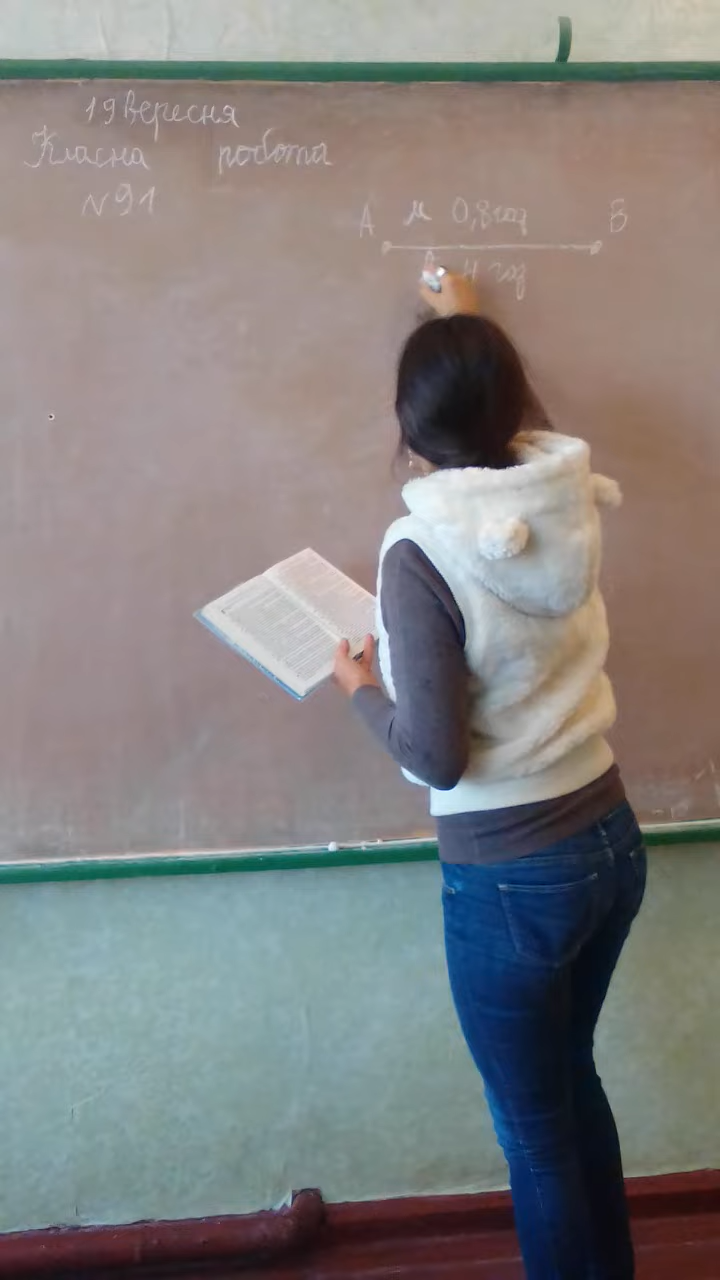 19 вересня
Класна робота
№91
А м 0,8 год В
4 год